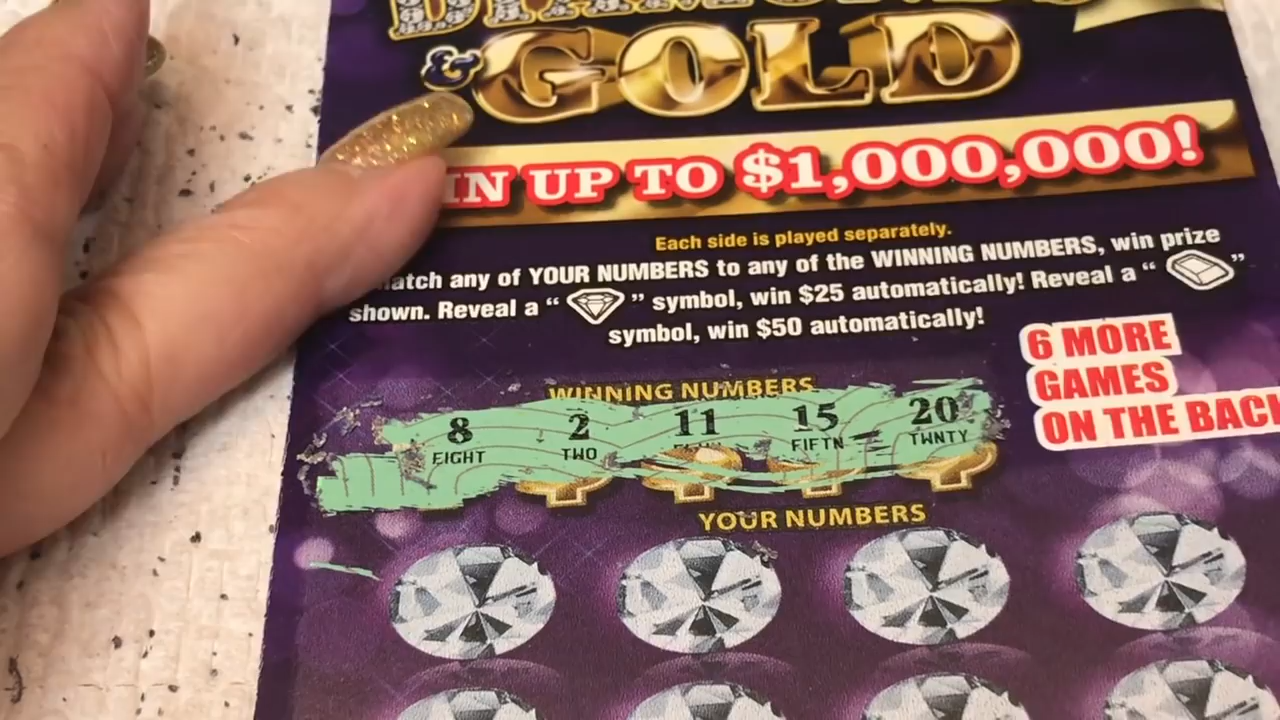 & GOLD
IN UP TO $1,000,000!
Each side is played separately.
atch any of YOUR NUMBERS to any of the WINNING NUMBERS, win prize
shown. Reveal a “ ” symbol, win $25 automatically! Reveal a “ ”
symbol, win $50 automatically!
6 MORE
GAMES
ON THE BACK
WINNING NUMBERS
8 2 11 15 20
EIGHT TWO FIFTN TWNTY
YOUR NUMBERS